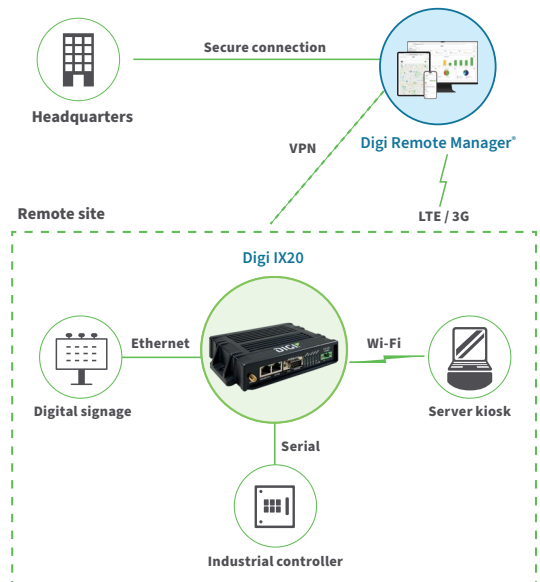 Secure connection
Headquarters
Digi Remote Manager®
VPN
Remote site
LTE / 3G
Digi IX20
DIGI
Ethernet
Wi-Fi
Digital signage
Server kiosk
Serial
Industrial controller